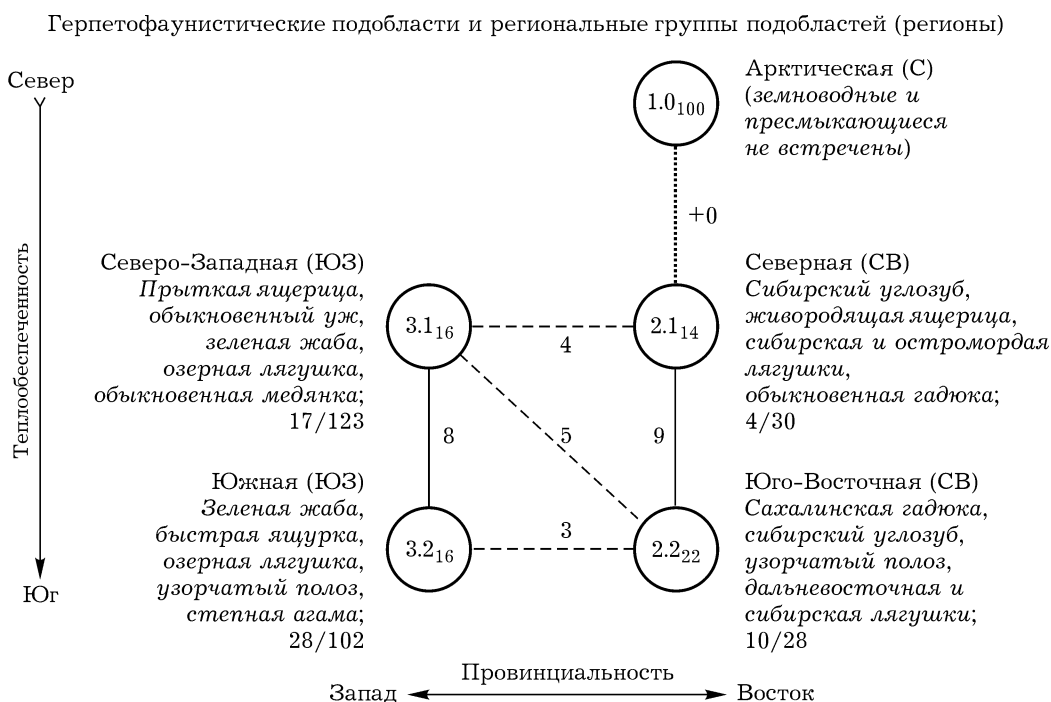 Герпетофаунистические подобласти и региональные группы подобластей (регионы)
Север
Теплообеспеченность
Юг
1.0100
Арктическая (С)
(земноводные и
пресмыкающиеся
не встречены)
+0
Северо-Западная (ЮЗ)
Прыткая ящерица,
обыкновенный уж,
зеленая жаба,
озерная лягушка,
обыкновенная медянка;
17/123
3.116
4
2.114
Северная (СВ)
Сибирский углозуб,
живородящая ящерица,
сибирская и остромордая
лягушки,
обыкновенная гадюка;
4/30
8
5
9
Южная (ЮЗ)
Зеленая жаба,
быстрая ящурка,
озерная лягушка,
узорчатый полоз,
степная агама;
28/102
3.216
3
2.222
Юго-Восточная (СВ)
Сахалинская гадюка,
сибирский углозуб,
узорчатый полоз,
дальневосточная и
сибирская лягушки;
10/28
Провинциальность
Запад
Восток